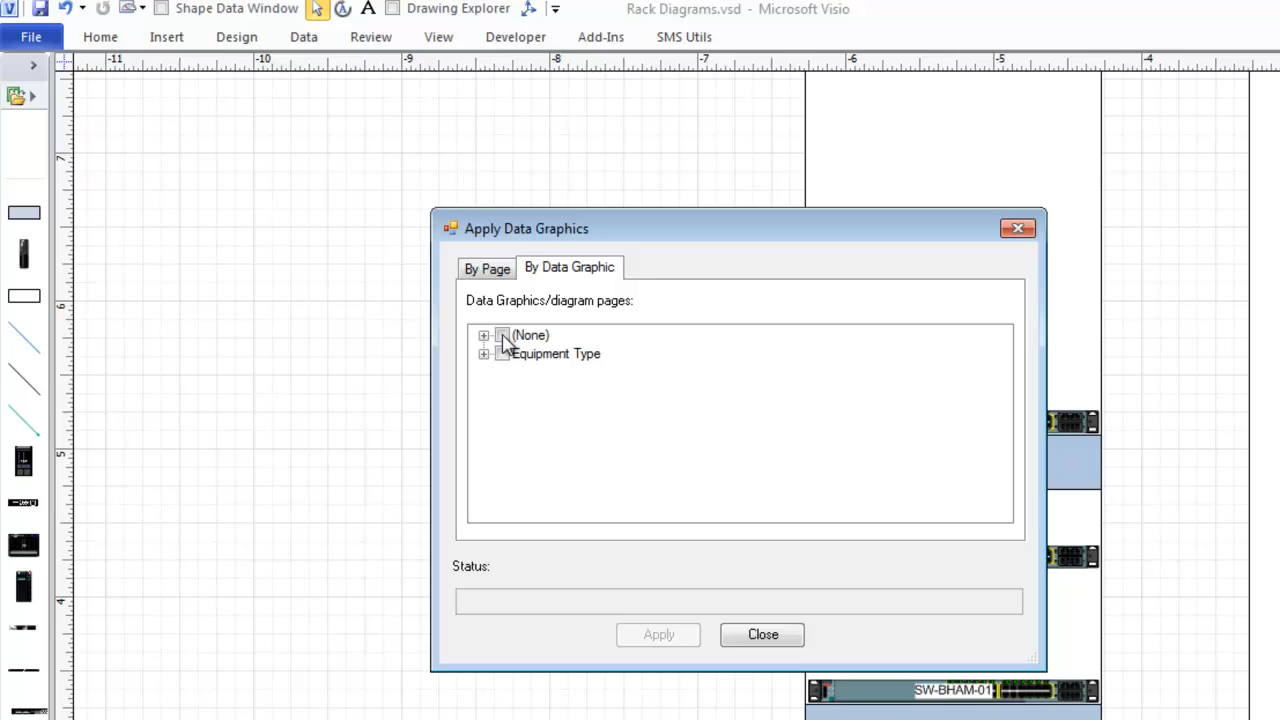 Shape Data Window A Drawing Explorer Rack Diagrams.vsd - Microsoft Visio
File Home Insert Design Data Review View Developer Add-Ins SMS Utils
-11 -10 -9 -8 -7 -6 -5 -4
7
6
5
4
Apply Data Graphics
By Page By Data Graphic
Data Graphics/diagram pages:
(None)
Equipment Type
Status:
Apply Close
SW-BHAM-01